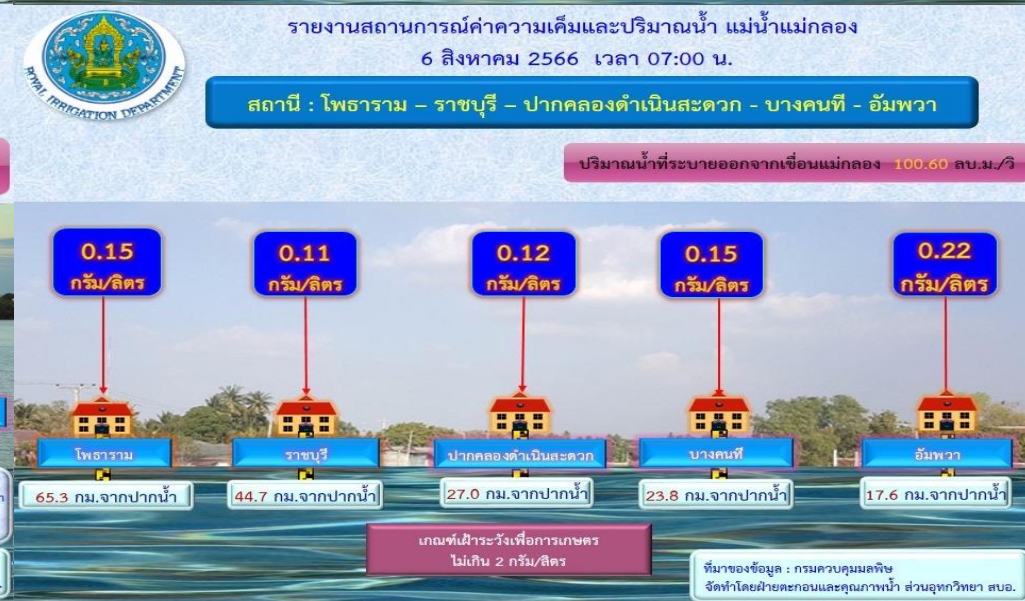 รายงานสถานการณ์ค่าความเค็มและปริมาณน้ำ แม่น้ำแม่กลอง
6 สิงหาคม 2566 เวลา 07:00 น.
ROYAL IRRIGATION DEPARTMENT
สถานี : โพธาราม – ราชบุรี – ปากคลองดำเนินสะดวก - บางคนที - อัมพวา
ปริมาณน้ำที่ระบายออกจากเขื่อนแม่กลอง 100.60 ลบ.ม./วิ
0.15 กรัม/ลิตร
0.11 กรัม/ลิตร
0.12 กรัม/ลิตร
0.15 กรัม/ลิตร
0.22 กรัม/ลิตร
โพธาราม
ราชบุรี
ปากคลองดำเนินสะดวก
บางคนที
อัมพวา
65.3 กม.จากปากน้ำ
44.7 กม.จากปากน้ำ
27.0 กม.จากปากน้ำ
23.8 กม.จากปากน้ำ
17.6 กม.จากปากน้ำ
เกณฑ์เฝ้าระวังเพื่อการเกษตร
ไม่เกิน 2 กรัม/ลิตร
ที่มาของข้อมูล : กรมควบคุมมลพิษ
จัดทำโดยฝ่ายตะกอนและคุณภาพน้ำ ส่วนอุทกวิทยา สบอ.